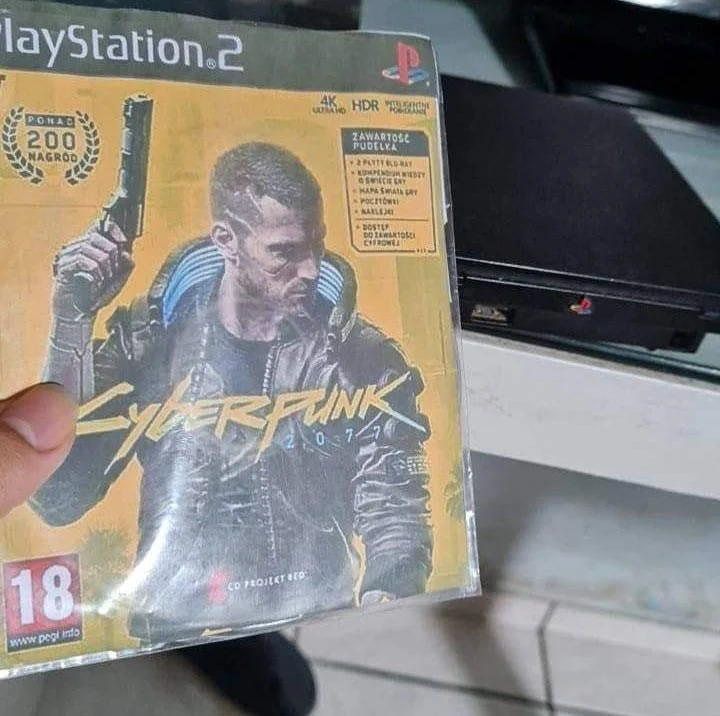 PlayStation®2
4K
ULTRA HD
HDR
INTELIGENTNE
PONAD
200
NAGRÓD
ZAWARTOŚĆ
PUDEŁKA
• 2 PŁYTY BLU-RAY
• KOMPENDIUM WIEDZY
O ŚWIECIE GRY
• MAPA ŚWIATA GRY
• POCZTÓWKI
• NAKLEJKI
• DOSTĘP
DO ZAWARTOŚCI
CYFROWEJ
CYBERPUNK
2077
CD PROJEKT RED
18
www.pegi.info